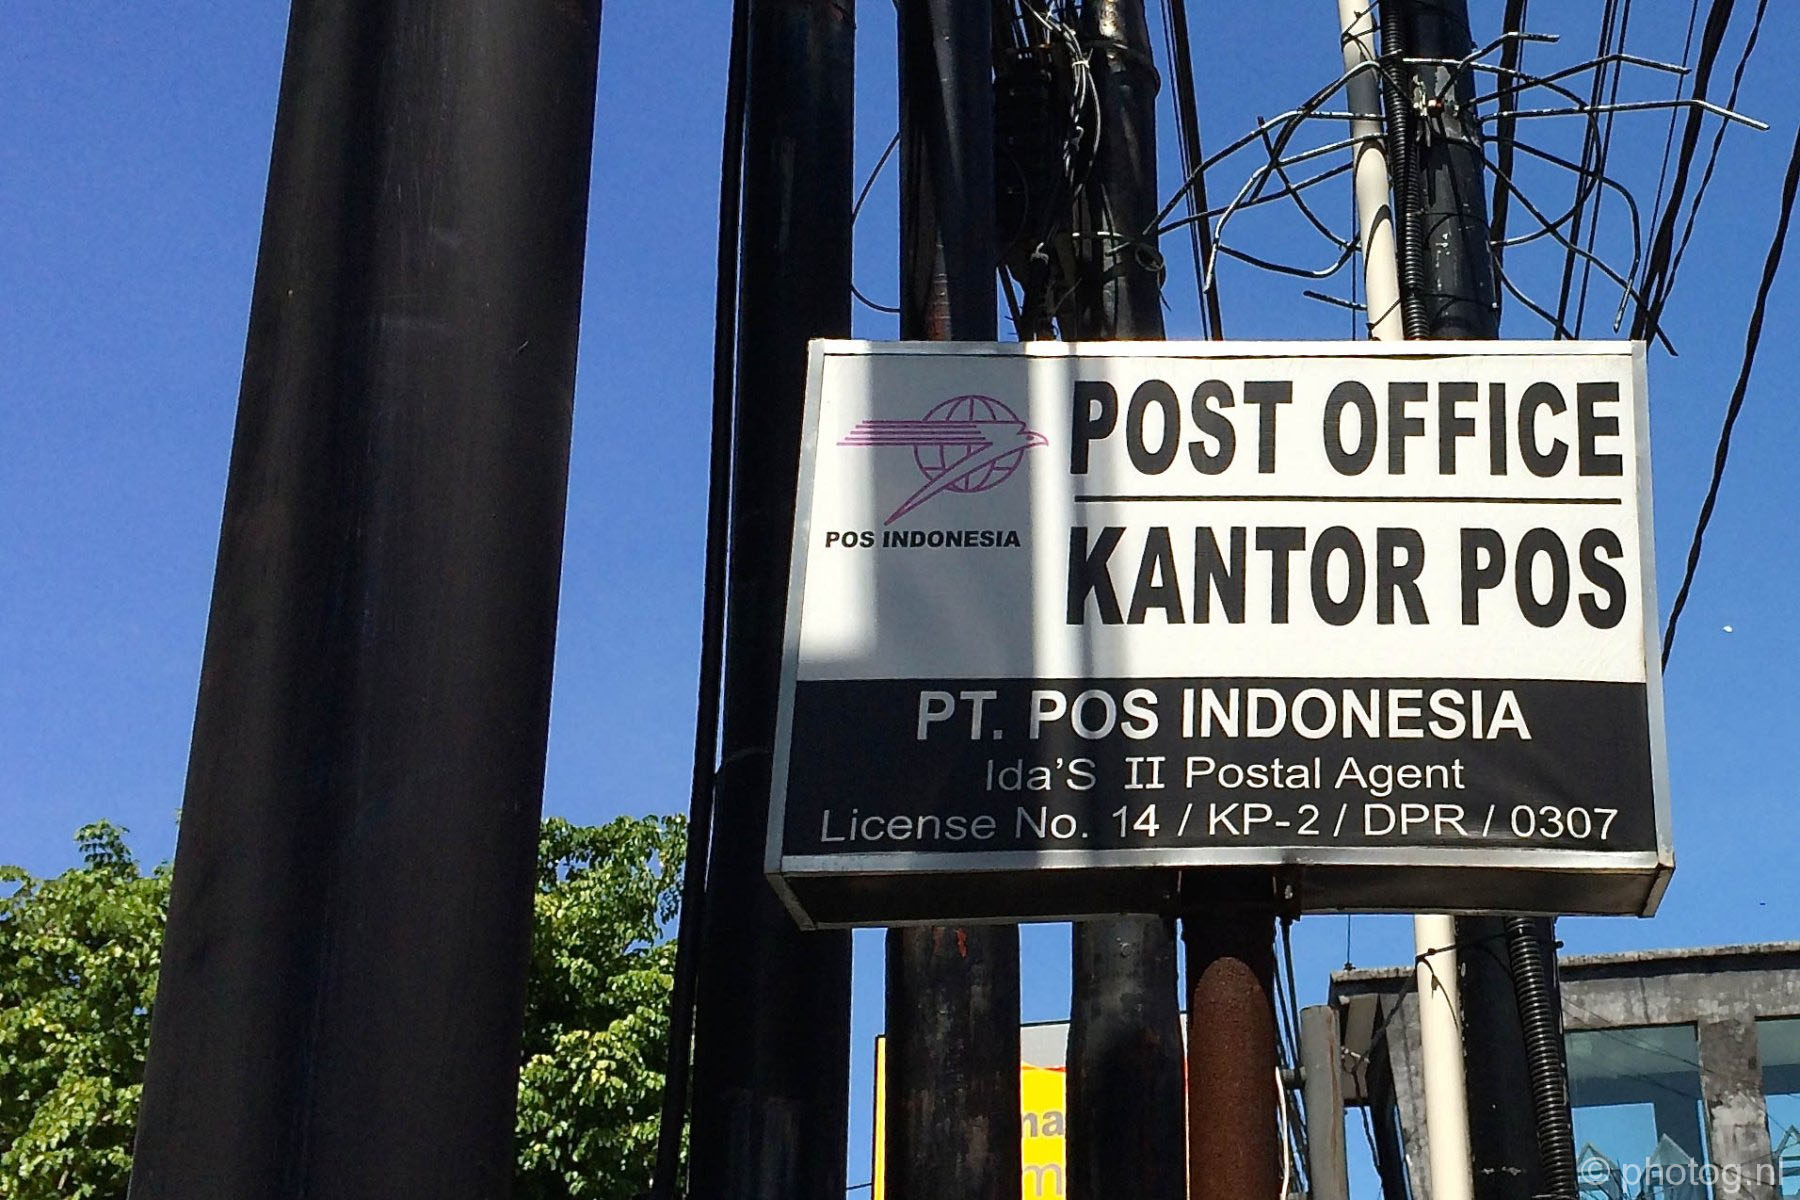 POST OFFICE
KANTOR POS
POS INDONESIA
PT. POS INDONESIA
Ida'S II Postal Agent
License No. 14 / KP-2 / DPR / 0307
© photog.nl